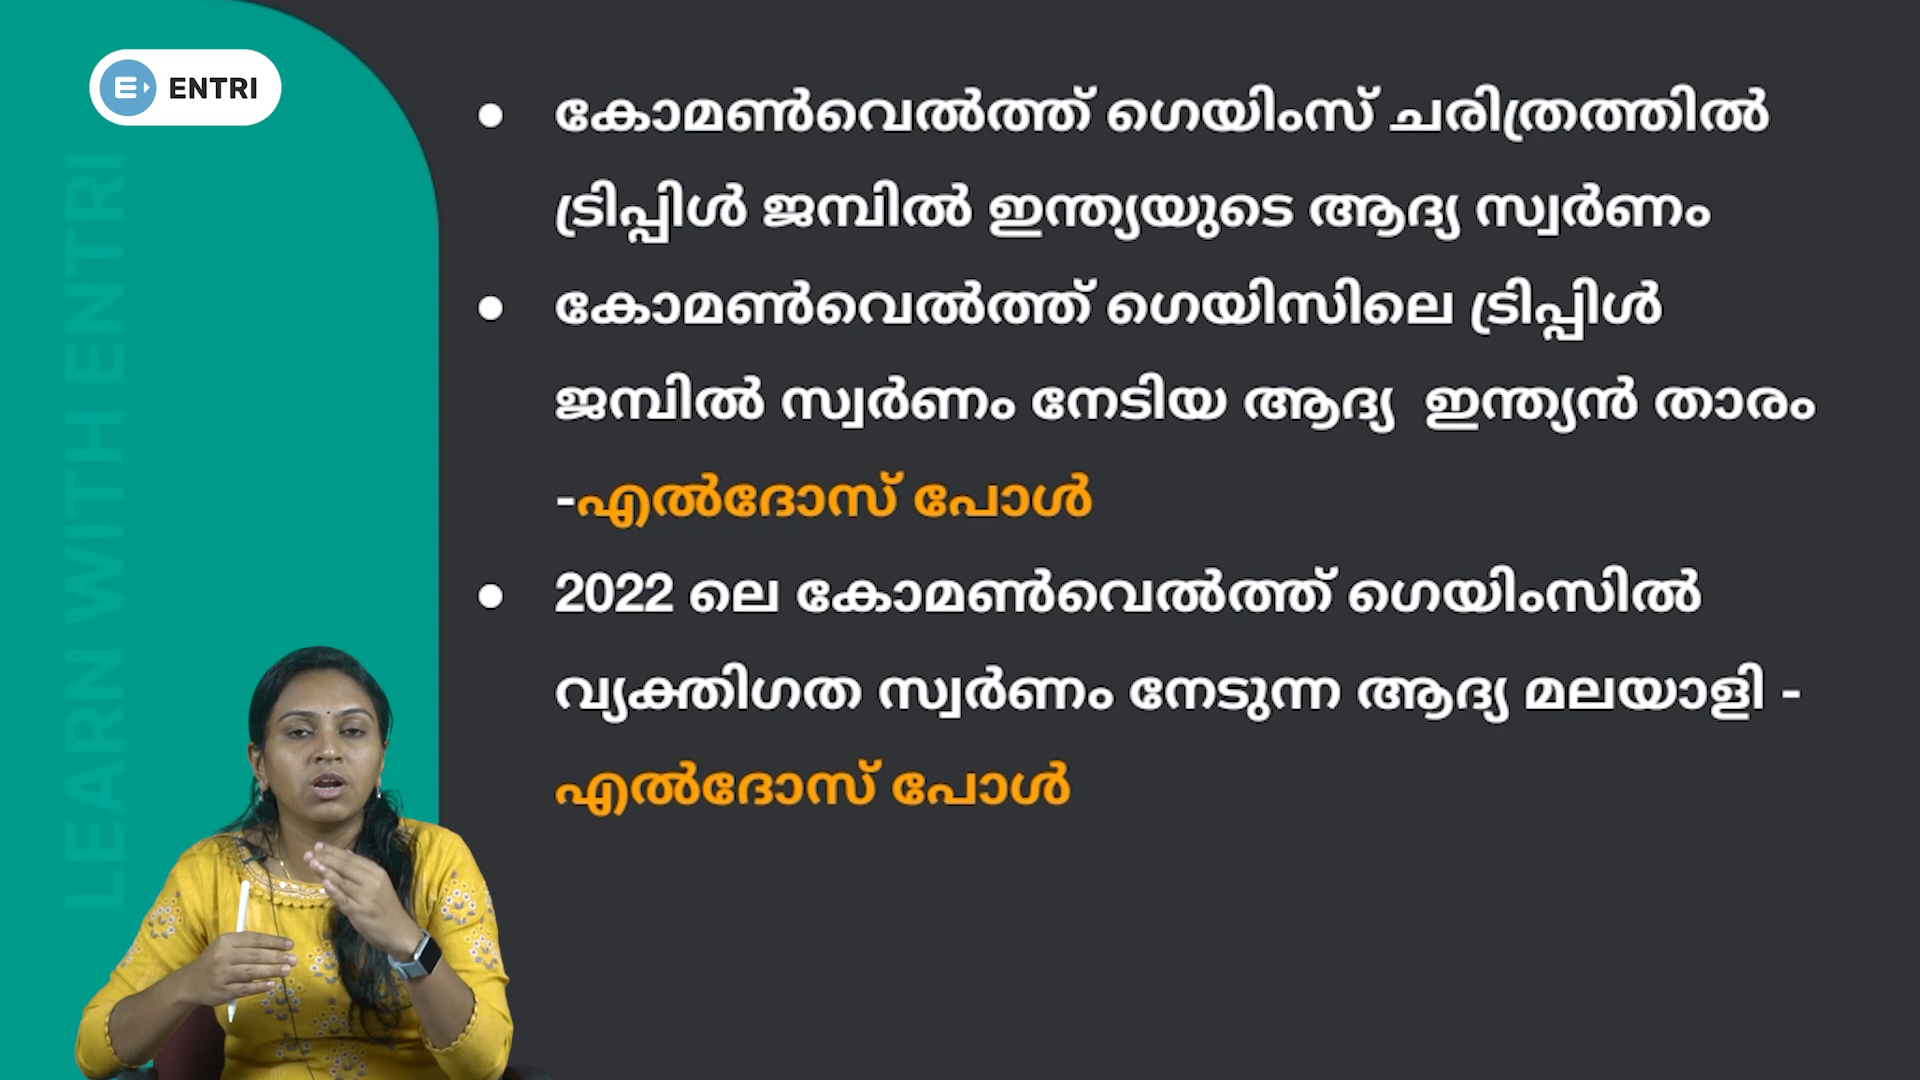 ENTRI
LEARN WITH ENTRI
● കോമൺവെൽത്ത് ഗെയിംസ് ചരിത്രത്തിൽ
ട്രിപ്പിൾ ജമ്പിൽ ഇന്ത്യയുടെ ആദ്യ സ്വർണം
● കോമൺവെൽത്ത് ഗെയിസിലെ ട്രിപ്പിൾ
ജമ്പിൽ സ്വർണം നേടിയ ആദ്യ ഇന്ത്യൻ താരം
-എൽദോസ് പോൾ
● 2022 ലെ കോമൺവെൽത്ത് ഗെയിംസിൽ
വ്യക്തിഗത സ്വർണം നേടുന്ന ആദ്യ മലയാളി -
എൽദോസ് പോൾ